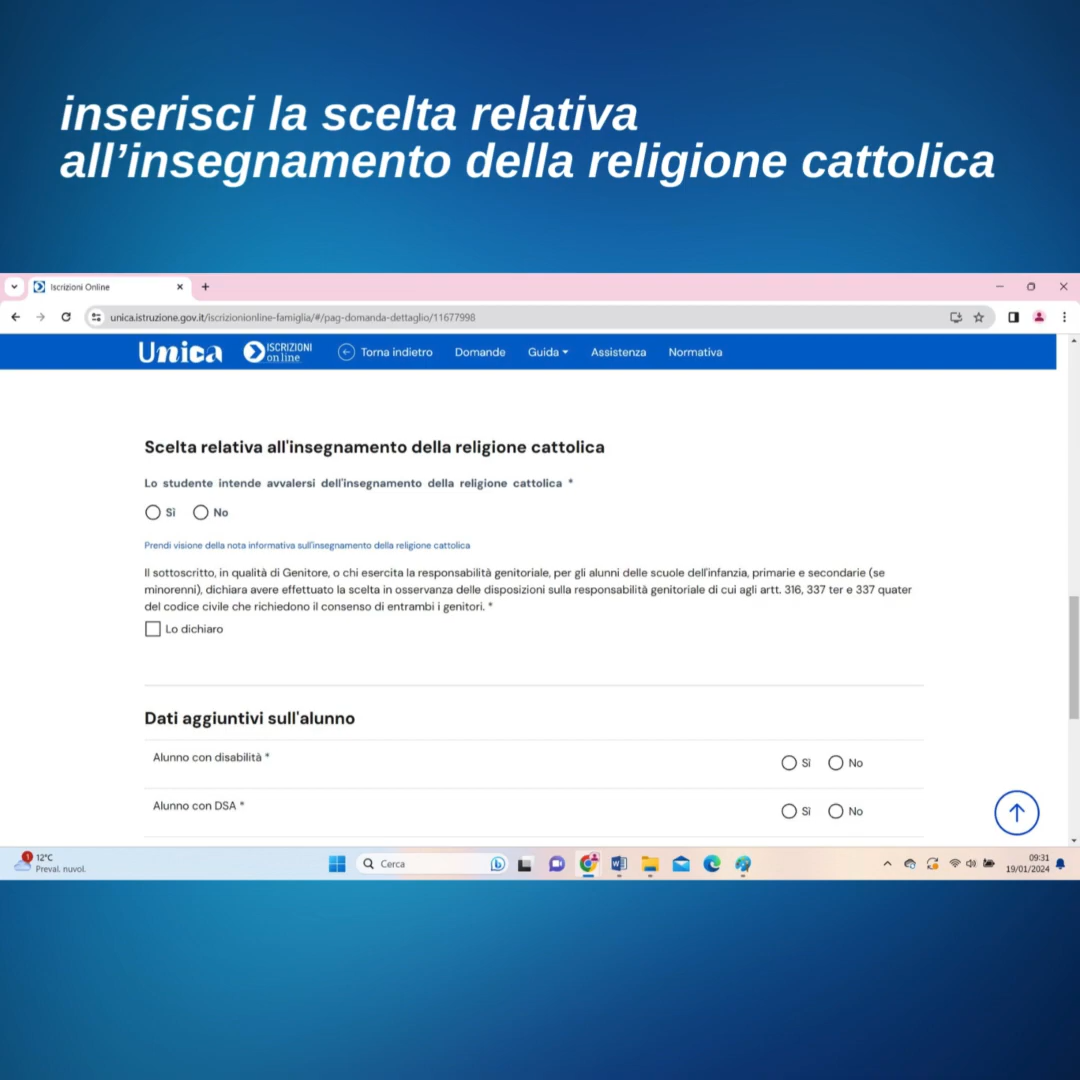 inserisci la scelta relativa
all’insegnamento della religione cattolica
Iscrizioni Online
unica.istruzione.gov.it/iscrizionionline-famiglia/#/pag-domanda-dettaglio/11677998
Unica
ISCRIZIONI
online
Torna indietro
Domande
Guida
Assistenza
Normativa
Scelta relativa all'insegnamento della religione cattolica
Lo studente intende avvalersi dell'insegnamento della religione cattolica *
Sì No
Prendi visione della nota informativa sull'insegnamento della religione cattolica
Il sottoscritto, in qualità di Genitore, o chi esercita la responsabilità genitoriale, per gli alunni delle scuole dell'infanzia, primarie e secondarie (se
minorenni), dichiara avere effettuato la scelta in osservanza delle disposizioni sulla responsabilità genitoriale di cui agli artt. 316, 337 ter e 337 quater
del codice civile che richiedono il consenso di entrambi i genitori. *
Lo dichiaro
Dati aggiuntivi sull'alunno
Alunno con disabilità * Sì No
Alunno con DSA * Sì No
1
12°C
Preval. nuvol.
Cerca
09:31
19/01/2024